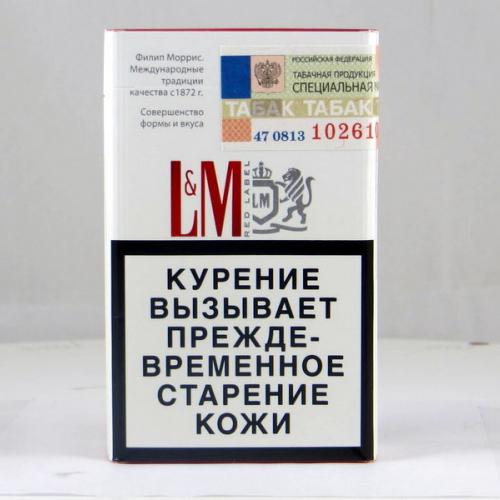 Филип Моррис.
Международные
традиции
качества с 1872 г.
Совершенство
формы и вкуса
РОССИЙСКАЯ ФЕДЕРАЦИЯ
ТАБАЧНАЯ ПРОДУКЦИЯ
СПЕЦИАЛЬНАЯ
ТАБАК ТАБАК
47 0813 10261
L&M
RED LABEL
LM
КУРЕНИЕ
ВЫЗЫВАЕТ
ПРЕЖДЕ-
ВРЕМЕННОЕ
СТАРЕНИЕ
КОЖИ